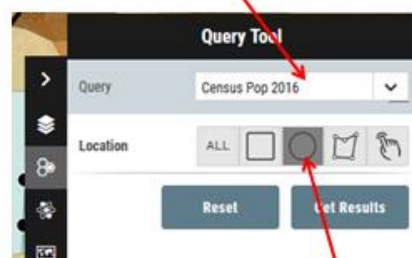 Query Tool
Query Census Pop 2016
Location ALL
Reset Get Results